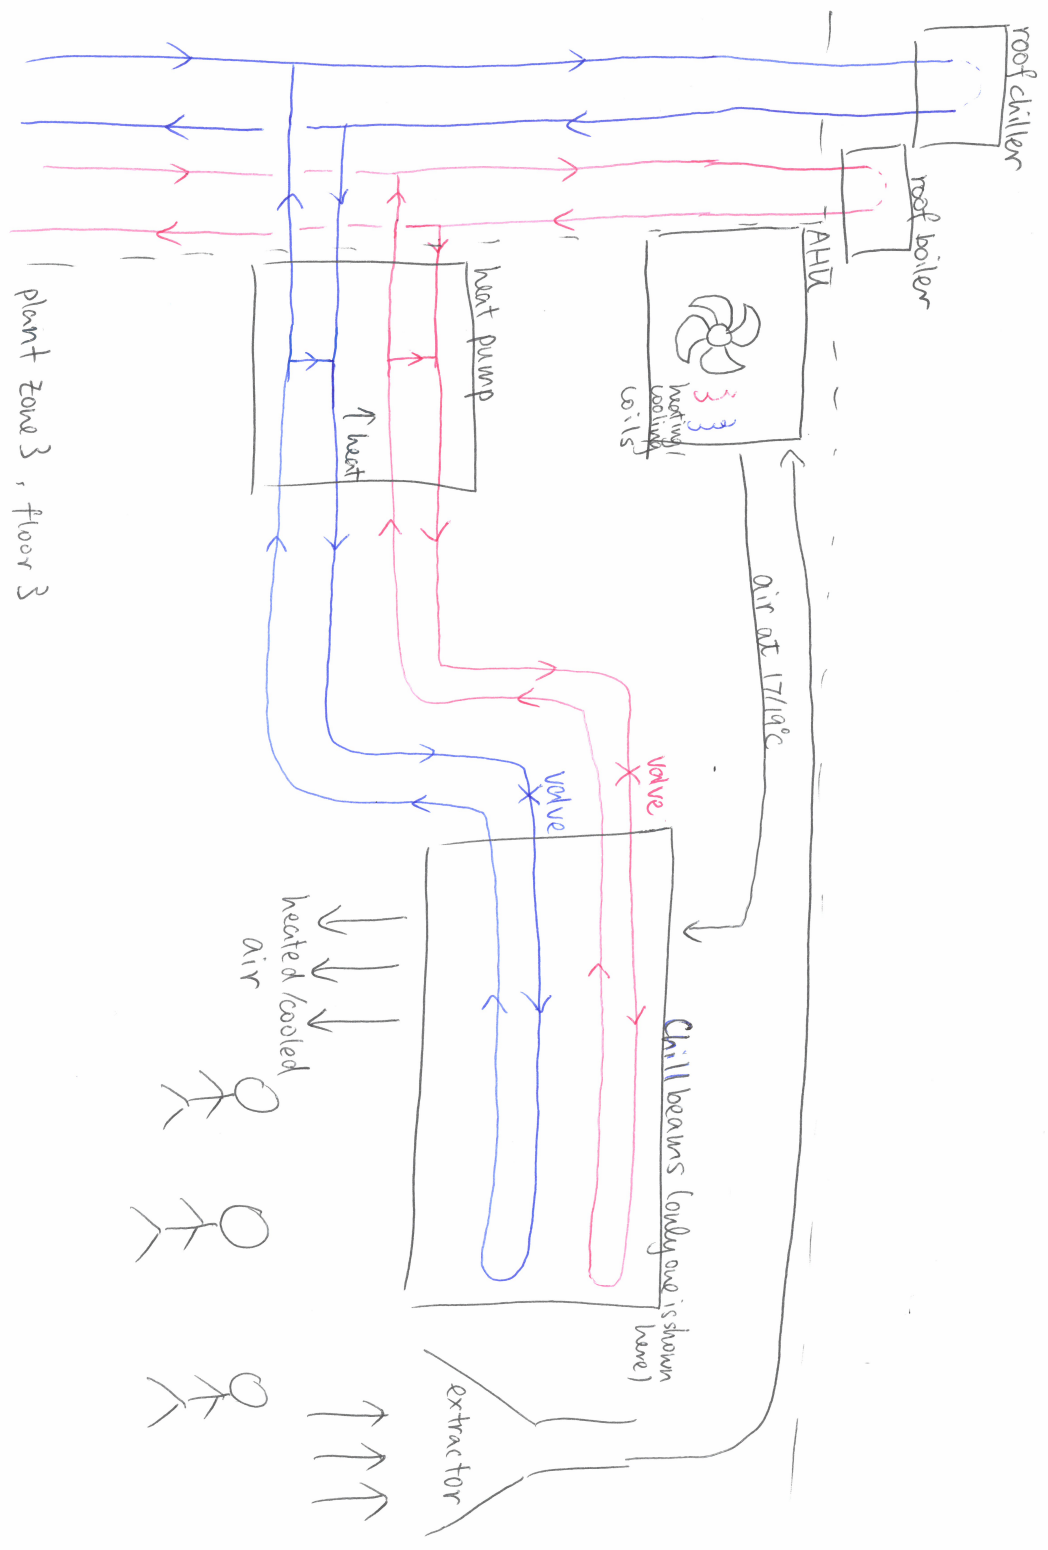 roof chiller
roof boiler
AHU
heating/
cooling
coils
heat pump
↑ heat
plant zone 3, floor 3
air at 17/19°c
valve
valve
Chill beams (only one is shown
here)
heated/cooled
air
extractor